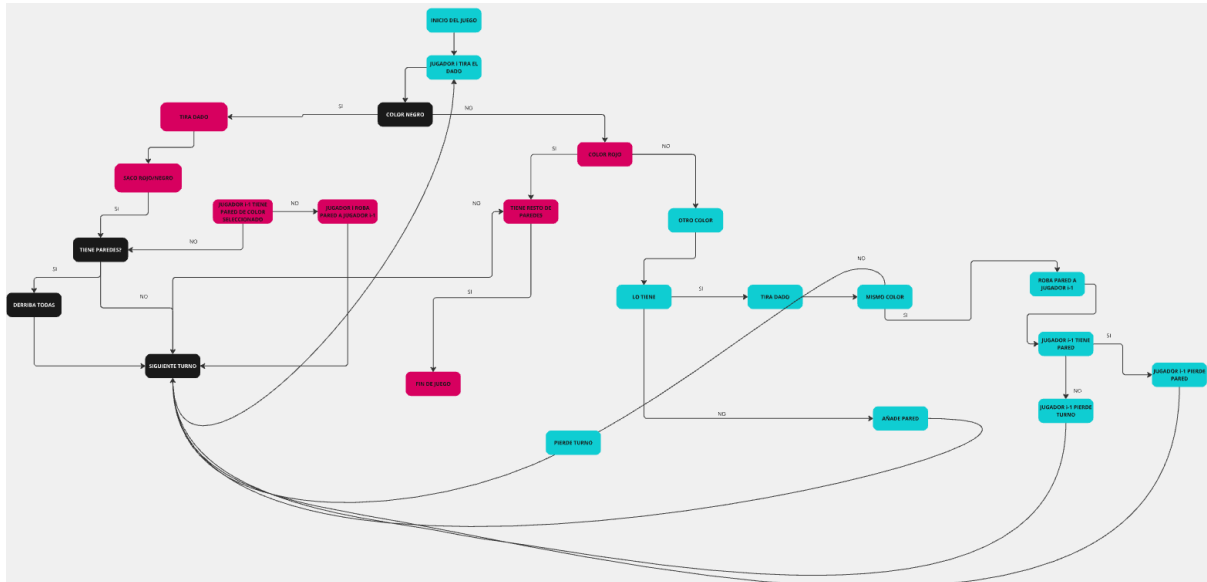 INICIO DEL JUEGO
JUGADOR I TIRA EL
DADO
SI
COLOR NEGRO
NO
TIRA DADO
SI
COLOR ROJO
NO
SACO ROJO/NEGRO
SI
JUGADOR i-1 TIENE
PARED DE COLOR
SELECCIONADO
NO
JUGADOR I ROBA
PARED A JUGADOR i-1
NO
TIENE RESTO DE
PAREDES
OTRO COLOR
TIENE PAREDES?
NO
SI
DERRIBA TODAS
NO
SI
LO TIENE
SI
TIRA DADO
NO
MISMO COLOR
SI
ROBA PARED A
JUGADOR i-1
JUGADOR i-1 TIENE
PARED
SI
SIGUIENTE TURNO
FIN DE JUEGO
JUGADOR i-1 PIERDE
PARED
NO
JUGADOR i-1 PIERDE
TURNO
NO
AÑADE PARED
PIERDE TURNO